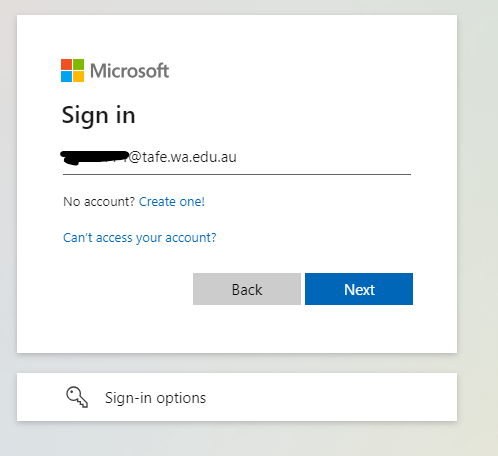 Microsoft
Sign in
@tafe.wa.edu.au
No account? Create one!
Can't access your account?
Back Next
Sign-in options